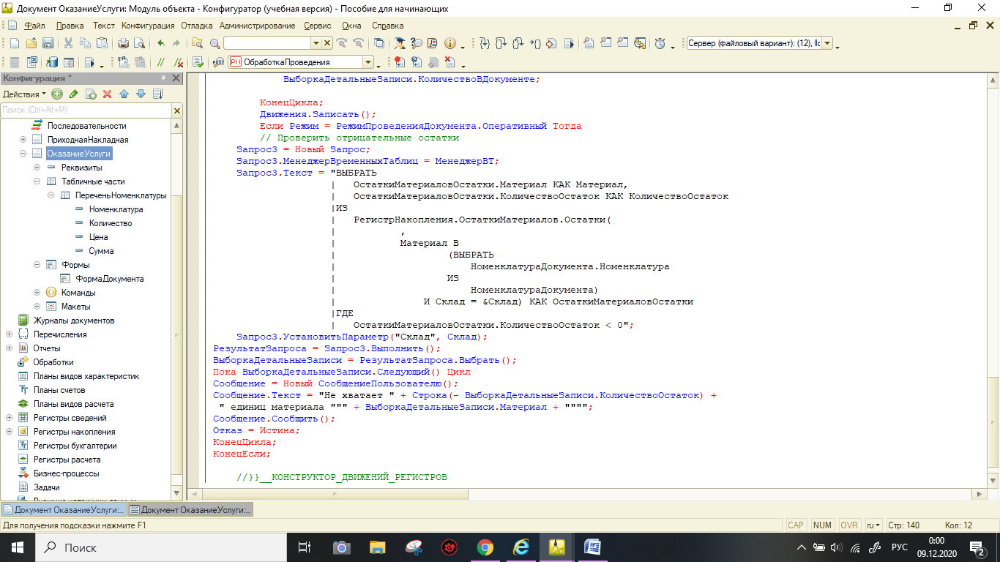 Документ ОказаниеУслуги: Модуль объекта - Конфигуратор (учебная версия) - Пособие для начинающих
Файл Правка Текст Конфигурация Отладка Администрирование Сервис Окна Справка
Сервер (файловый вариант): (12), Ilc
ОбработкаПроведения
Конфигурация *
Действия
Поиск (Ctrl+Alt+M)
Последовательности
ПриходнаяНакладная
ОказаниеУслуги
Реквизиты
Табличные части
ПереченьНоменклатуры
Номенклатура
Количество
Цена
Сумма
Формы
ФормаДокумента
Команды
Макеты
Журналы документов
Перечисления
Отчеты
Обработки
Планы видов характеристик
Планы счетов
Планы видов расчета
Регистры сведений
Регистры накопления
Регистры бухгалтерии
Регистры расчета
Бизнес-процессы
Задачи
ВыборкаДетальныеЗаписи.КоличествоВДокументе;
КонецЦикла;
Движения.Записать();
Если Режим = РежимПроведенияДокумента.Оперативный Тогда
// Проверить отрицательные остатки
Запрос3 = Новый Запрос;
Запрос3.МенеджерВременныхТаблиц = МенеджерВТ;
Запрос3.Текст = "ВЫБРАТЬ
| ОстаткиМатериаловОстатки.Материал КАК Материал,
| ОстаткиМатериаловОстатки.КоличествоОстаток КАК КоличествоОстаток
|ИЗ
| РегистрНакопления.ОстаткиМатериалов.Остатки(
| ,
| Материал В
| (ВЫБРАТЬ
| НоменклатураДокумента.Номенклатура
| ИЗ
| НоменклатураДокумента)
| И Склад = &Склад) КАК ОстаткиМатериаловОстатки
|ГДЕ
| ОстаткиМатериаловОстатки.КоличествоОстаток < 0";
Запрос3.УстановитьПараметр("Склад", Склад);
РезультатЗапроса = Запрос3.Выполнить();
ВыборкаДетальныеЗаписи = РезультатЗапроса.Выбрать();
Пока ВыборкаДетальныеЗаписи.Следующий() Цикл
Сообщение = Новый СообщениеПользователю();
Сообщение.Текст = "Не хватает " + Строка(- ВыборкаДетальныеЗаписи.КоличествоОстаток) +
" единиц материала """ + ВыборкаДетальныеЗаписи.Материал + """";
Сообщение.Сообщить();
Отказ = Истина;
КонецЦикла;
КонецЕсли;
//}}__КОНСТРУКТОР_ДВИЖЕНИЙ_РЕГИСТРОВ
Документ ОказаниеУслуги:... Документ ОказаниеУслуги:...
Для получения подсказки нажмите F1
CAP NUM OVR ru Стр: 140 Кол: 12
Поиск
РУС
0:00
09.12.2020
2